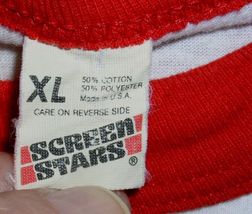 XL
50% COTTON
50% POLYESTER
Made in U.S.A.
CARE ON REVERSE SIDE
SCREEN
STARS®